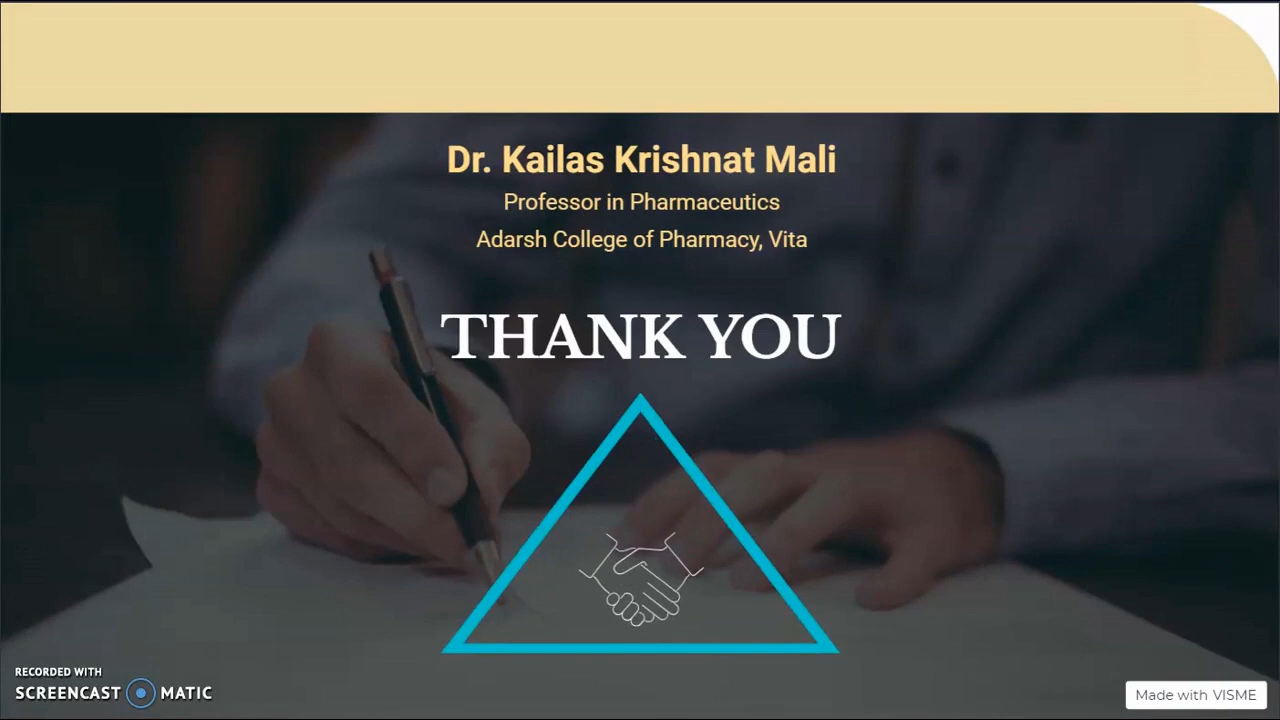 Dr. Kailas Krishnat Mali
Professor in Pharmaceutics
Adarsh College of Pharmacy, Vita
THANK YOU
RECORDED WITH
SCREENCAST MATIC
Made with VISME